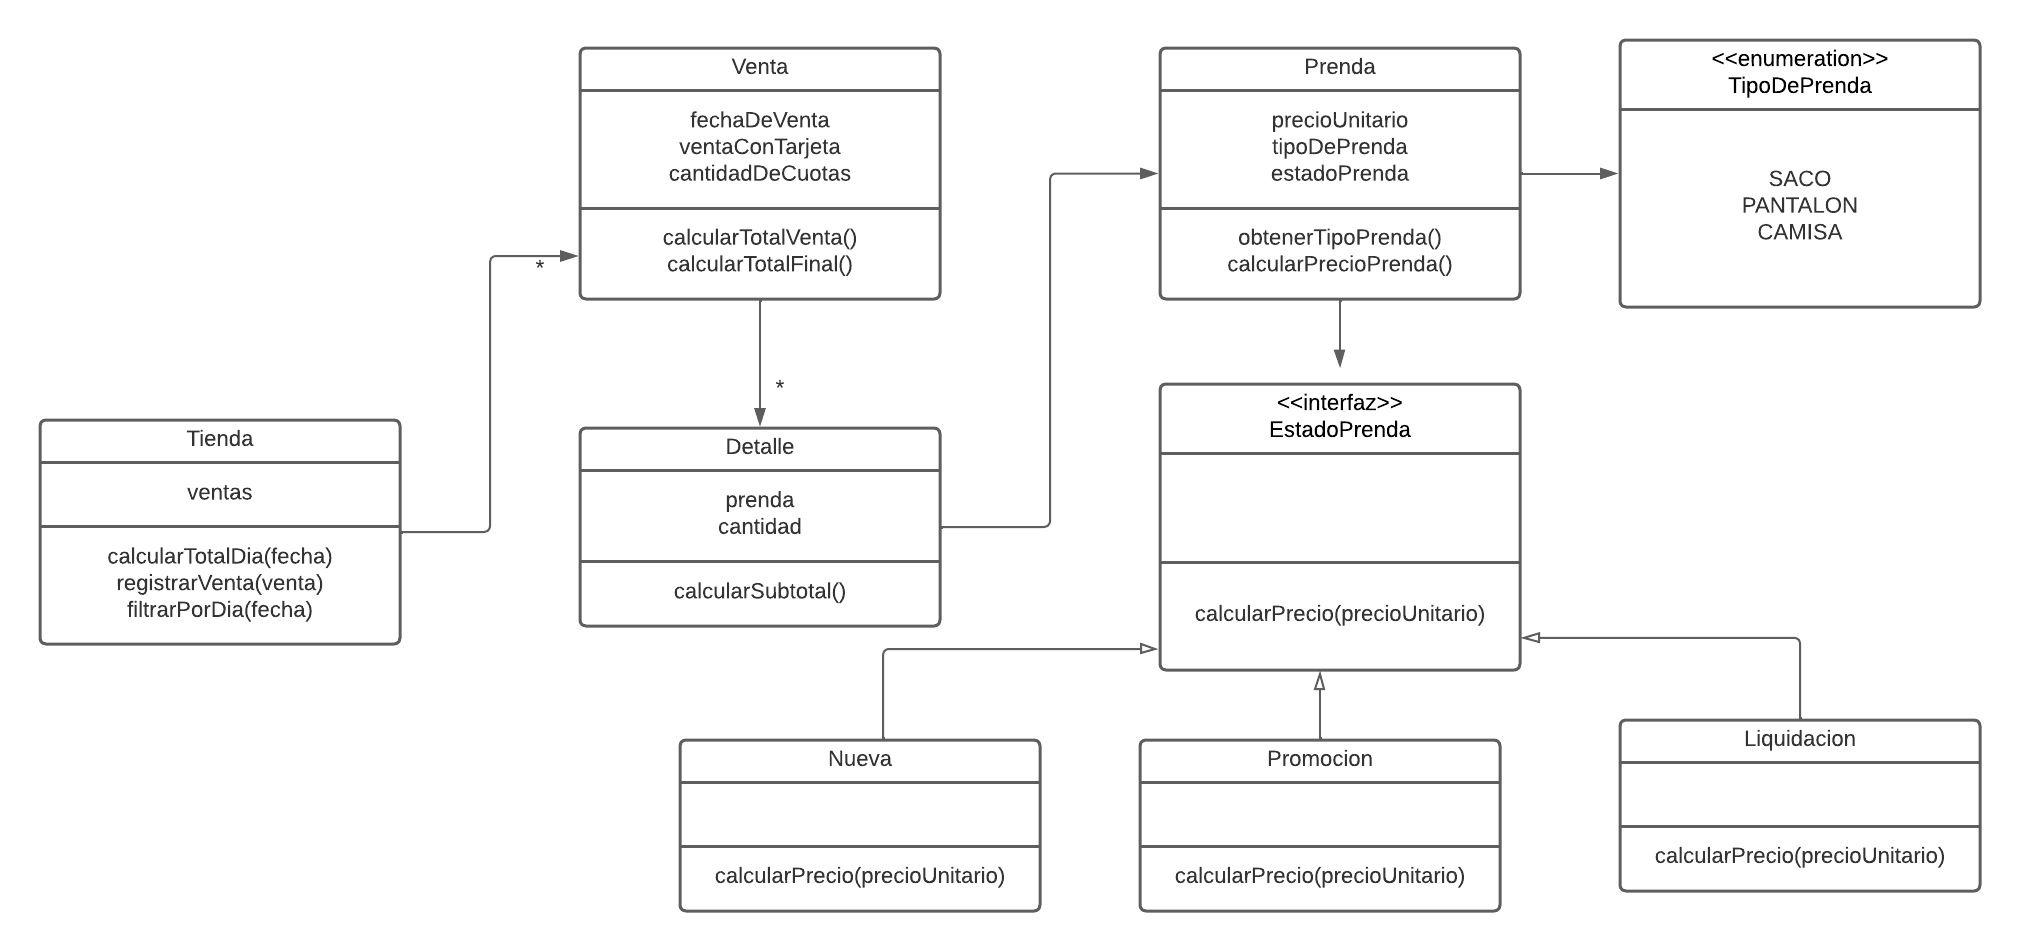 Venta
fechaDeVenta
ventaConTarjeta
cantidadDeCuotas
calcularTotalVenta()
calcularTotalFinal()
Prenda
precioUnitario
tipoDePrenda
estadoPrenda
obtenerTipoPrenda()
calcularPrecioPrenda()
<<enumeration>>
TipoDePrenda
SACO
PANTALON
CAMISA
*
*
Tienda
ventas
calcularTotalDia(fecha)
registrarVenta(venta)
filtrarPorDia(fecha)
Detalle
prenda
cantidad
calcularSubtotal()
<<interfaz>>
EstadoPrenda
calcularPrecio(precioUnitario)
Nueva
calcularPrecio(precioUnitario)
Promocion
calcularPrecio(precioUnitario)
Liquidacion
calcularPrecio(precioUnitario)